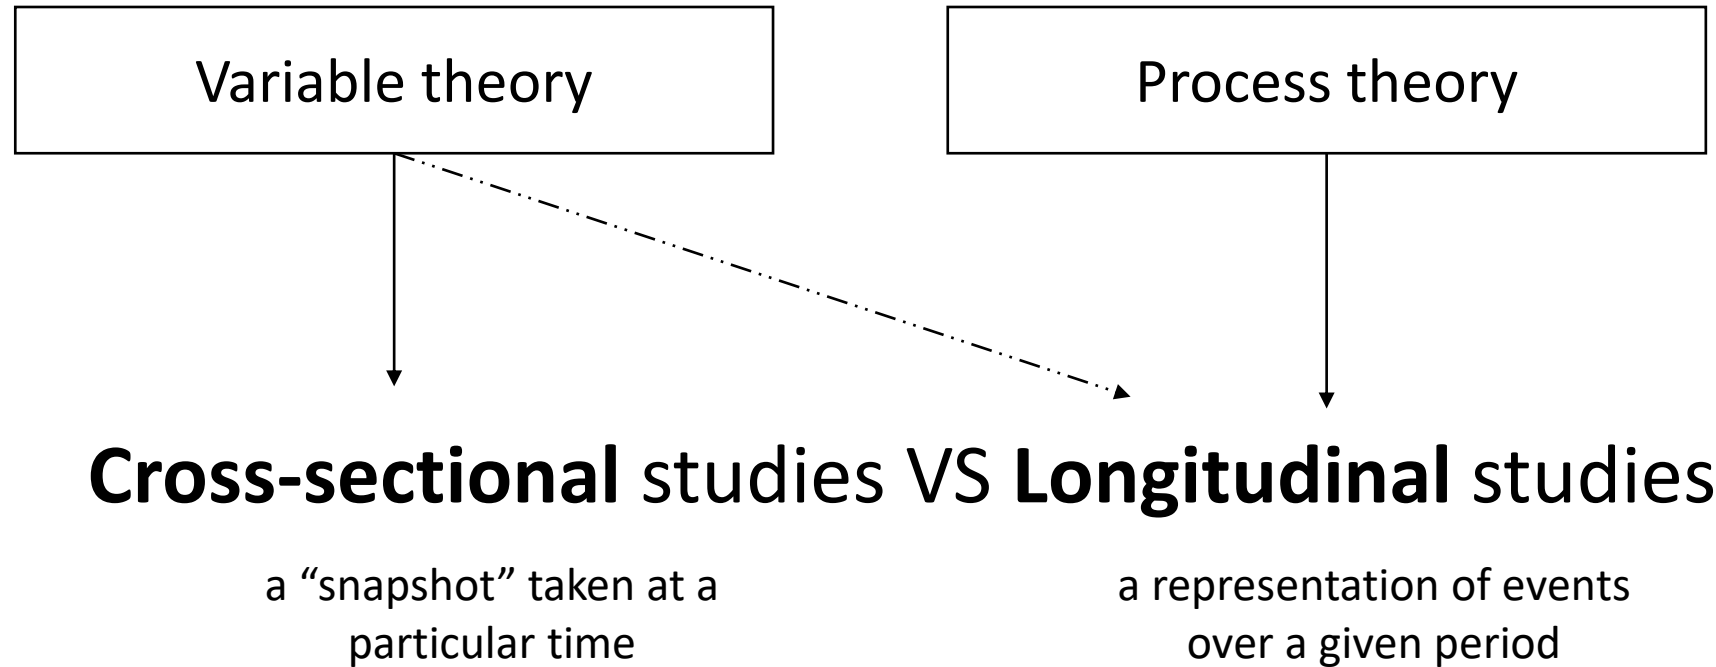 Variable theory
Process theory
Cross-sectional studies VS Longitudinal studies
a “snapshot” taken at a
particular time
a representation of events
over a given period